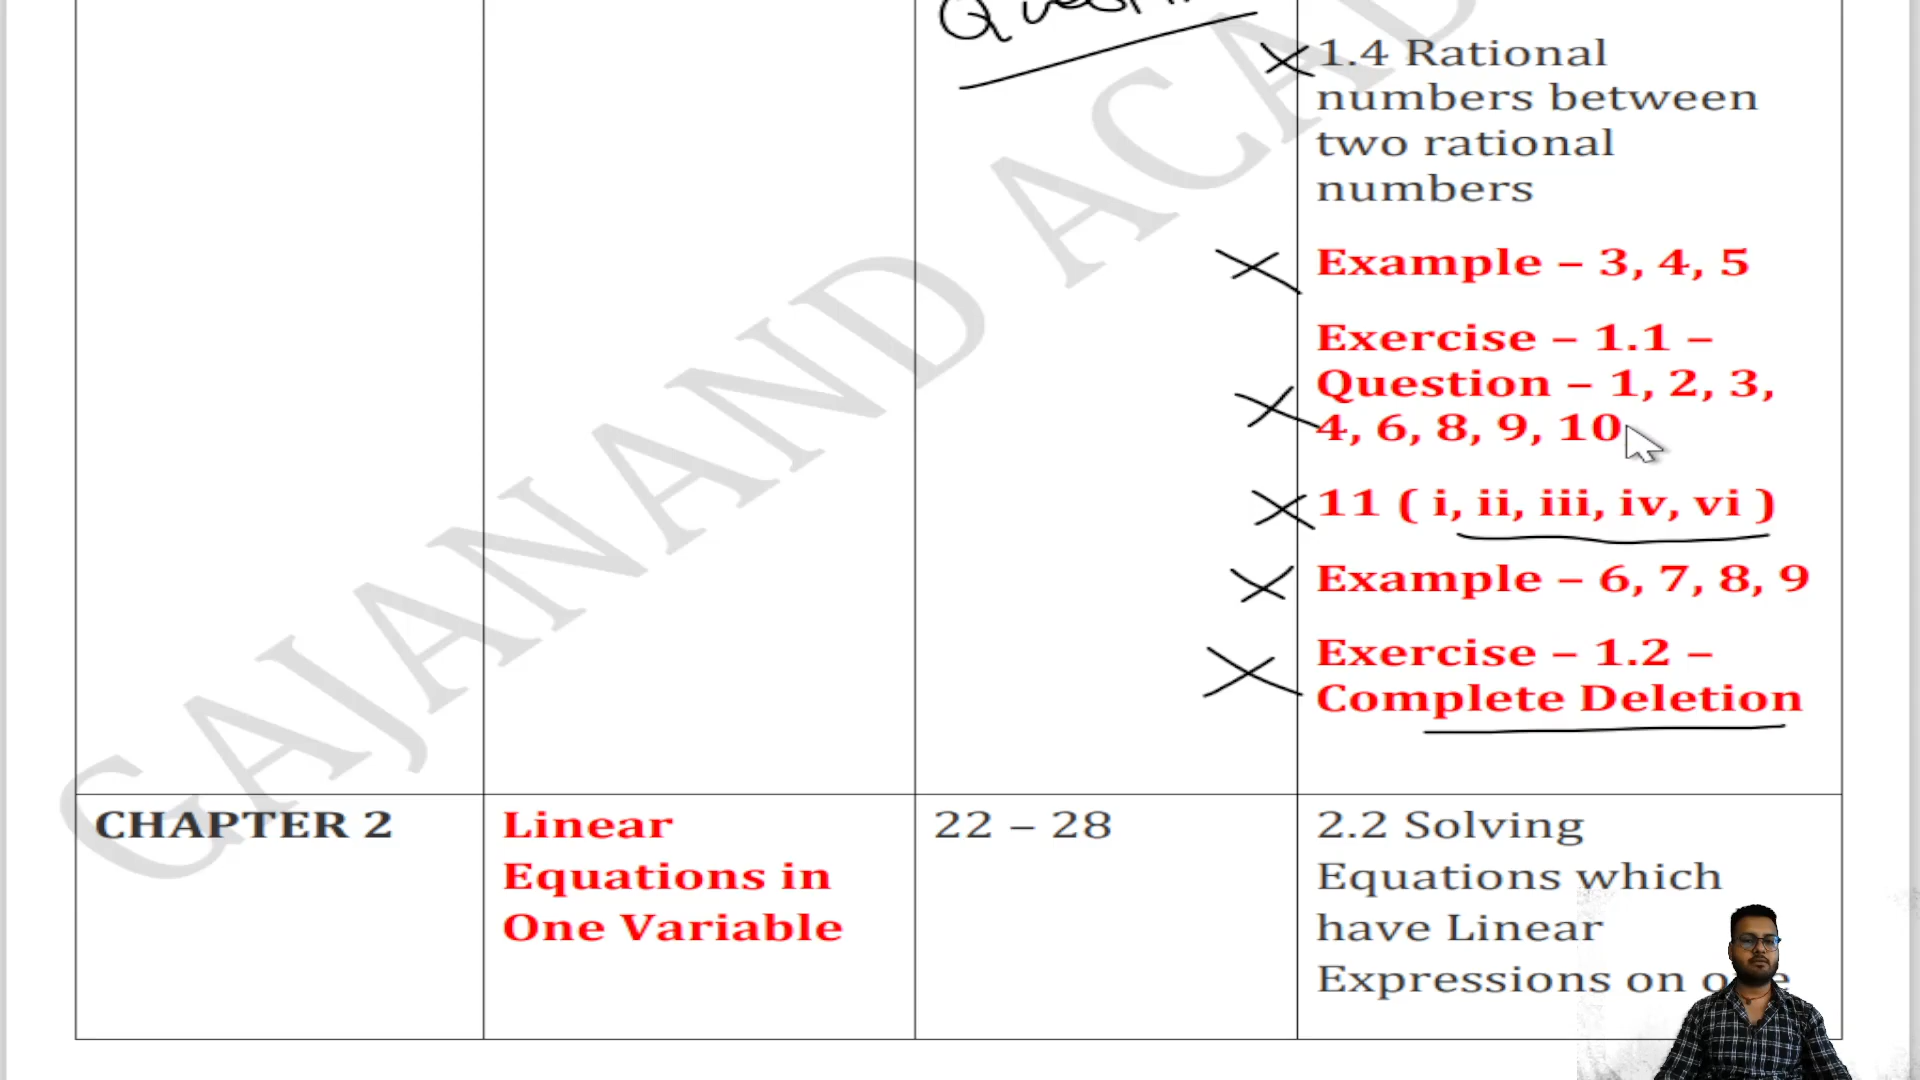 1.4 Rational
numbers between
two rational
numbers
Example – 3, 4, 5
Exercise – 1.1 –
Question – 1, 2, 3,
4, 6, 8, 9, 10
11 ( i, ii, iii, iv, vi )
Example – 6, 7, 8, 9
Exercise – 1.2 –
Complete Deletion
CHAPTER 2
Linear
Equations in
One Variable
22 – 28
2.2 Solving
Equations which
have Linear
Expressions on
GAJANAND